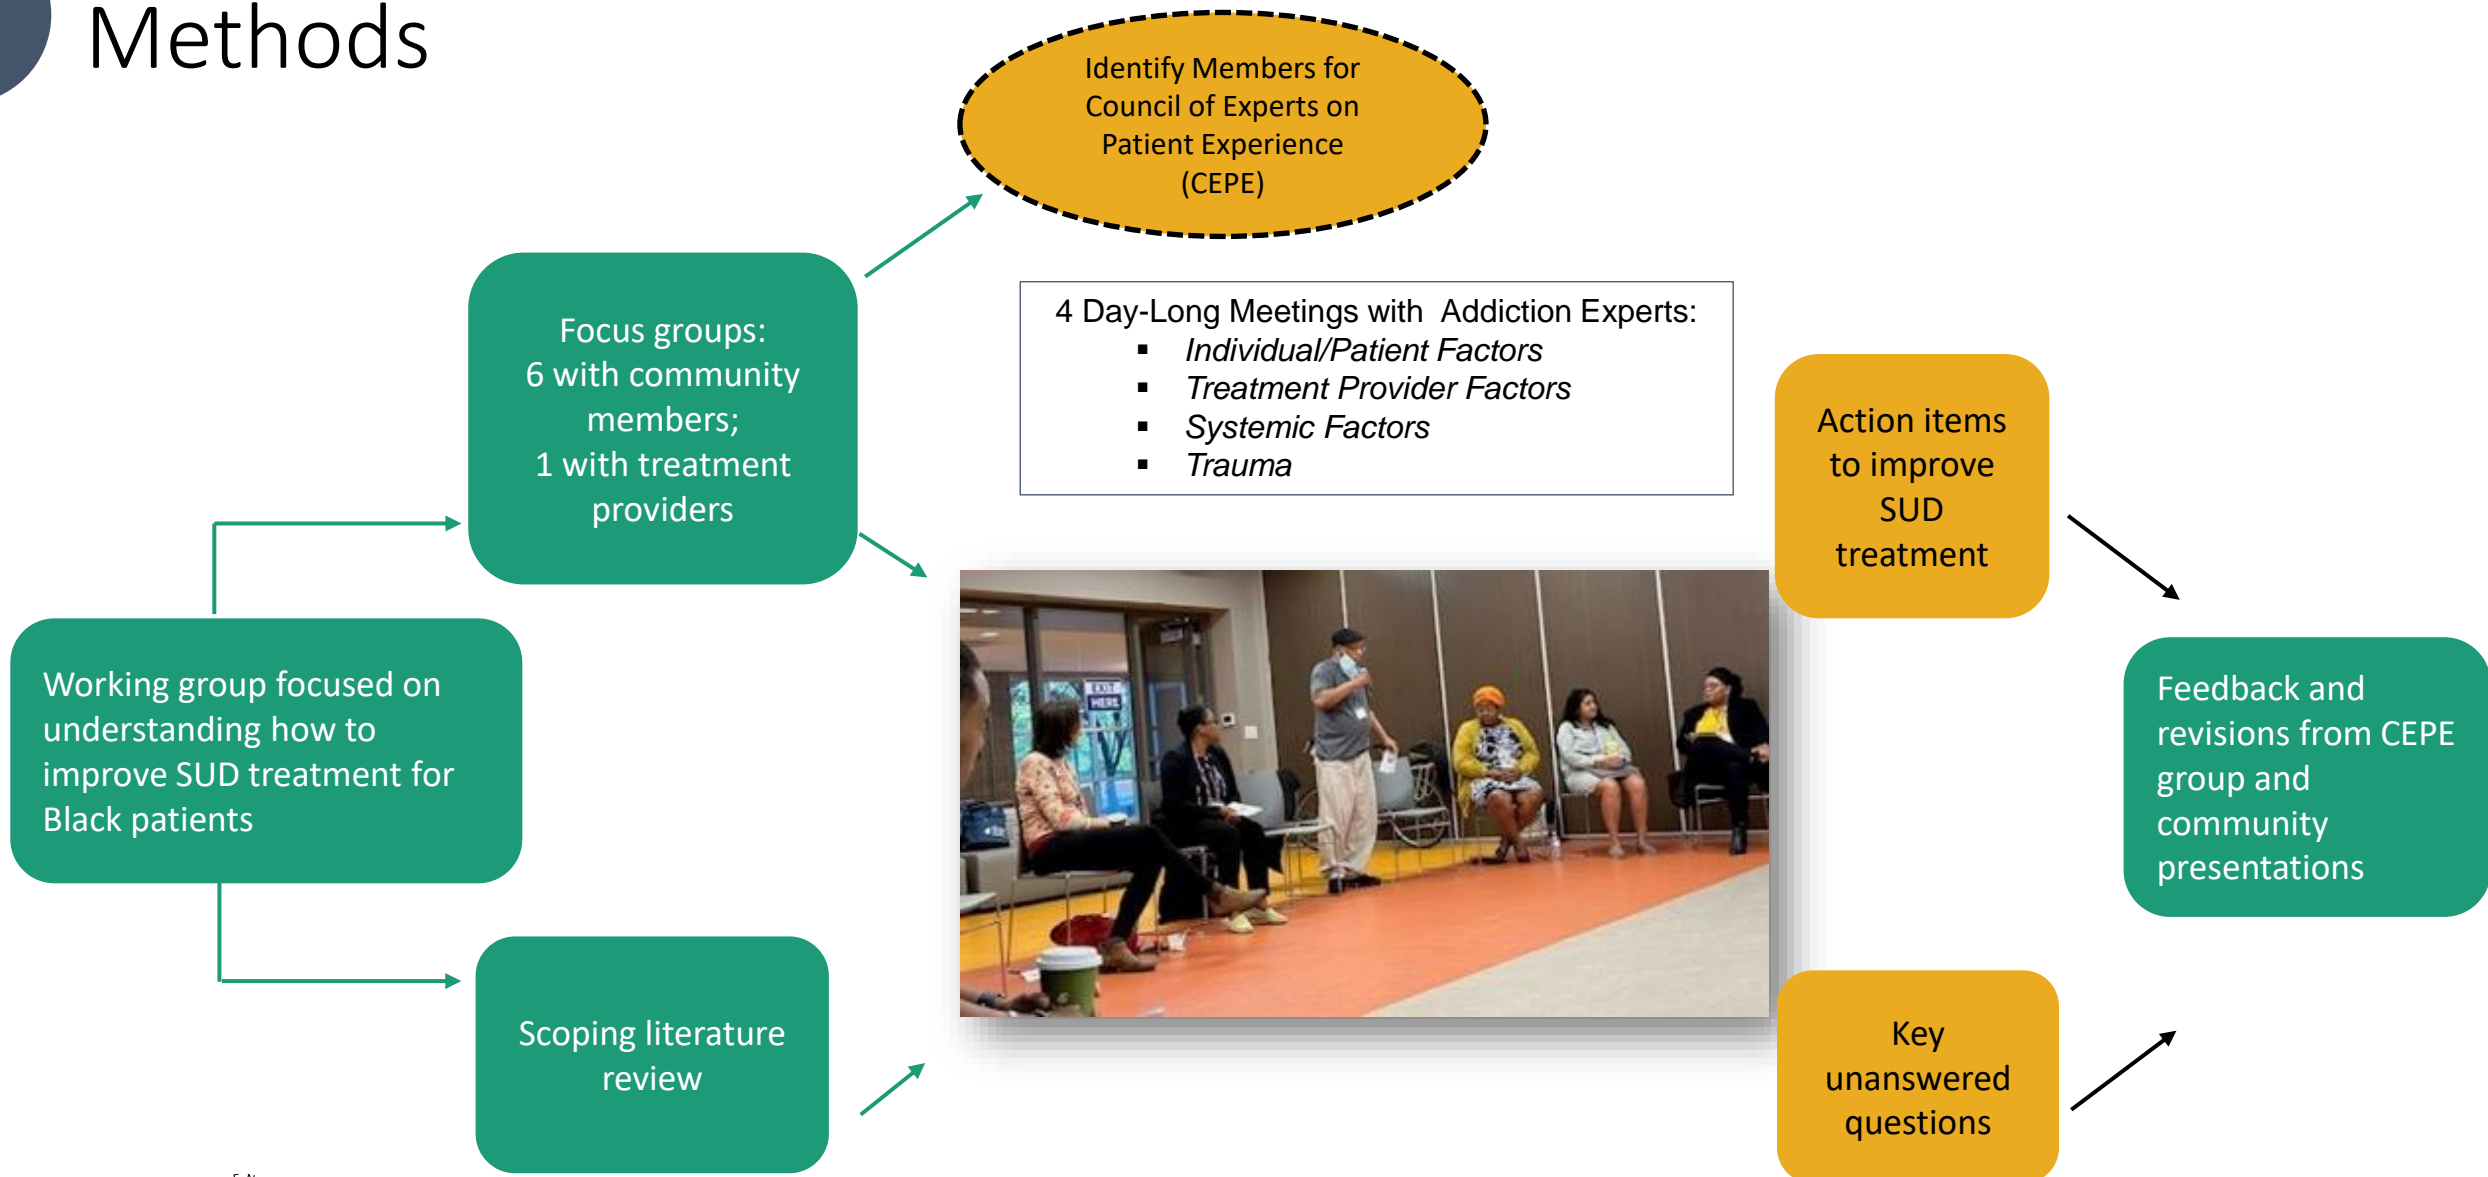 Methods
Identify Members for
Council of Experts on
Patient Experience
(CEPE)
Focus groups:
6 with community
members;
1 with treatment
providers
4 Day-Long Meetings with Addiction Experts:
▪ Individual/Patient Factors
▪ Treatment Provider Factors
▪ Systemic Factors
▪ Trauma
Action items
to improve
SUD
treatment
Working group focused on
understanding how to
improve SUD treatment for
Black patients
EXIT
HERE
Feedback and
revisions from CEPE
group and
community
presentations
Scoping literature
review
Key
unanswered
questions